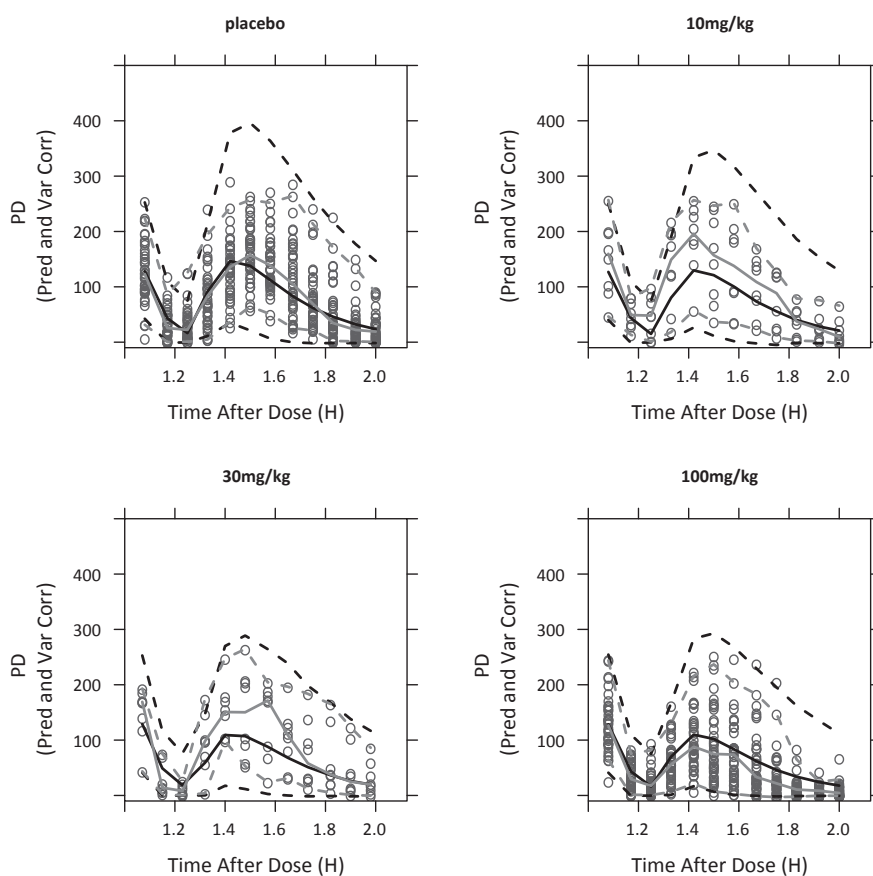 placebo
400
300
200
100
PD
(Pred and Var Corr)
1.2 1.4 1.6 1.8 2.0
Time After Dose (H)
10mg/kg
400
300
200
100
PD
(Pred and Var Corr)
1.2 1.4 1.6 1.8 2.0
Time After Dose (H)
30mg/kg
400
300
200
100
PD
(Pred and Var Corr)
1.2 1.4 1.6 1.8 2.0
Time After Dose (H)
100mg/kg
400
300
200
100
PD
(Pred and Var Corr)
1.2 1.4 1.6 1.8 2.0
Time After Dose (H)